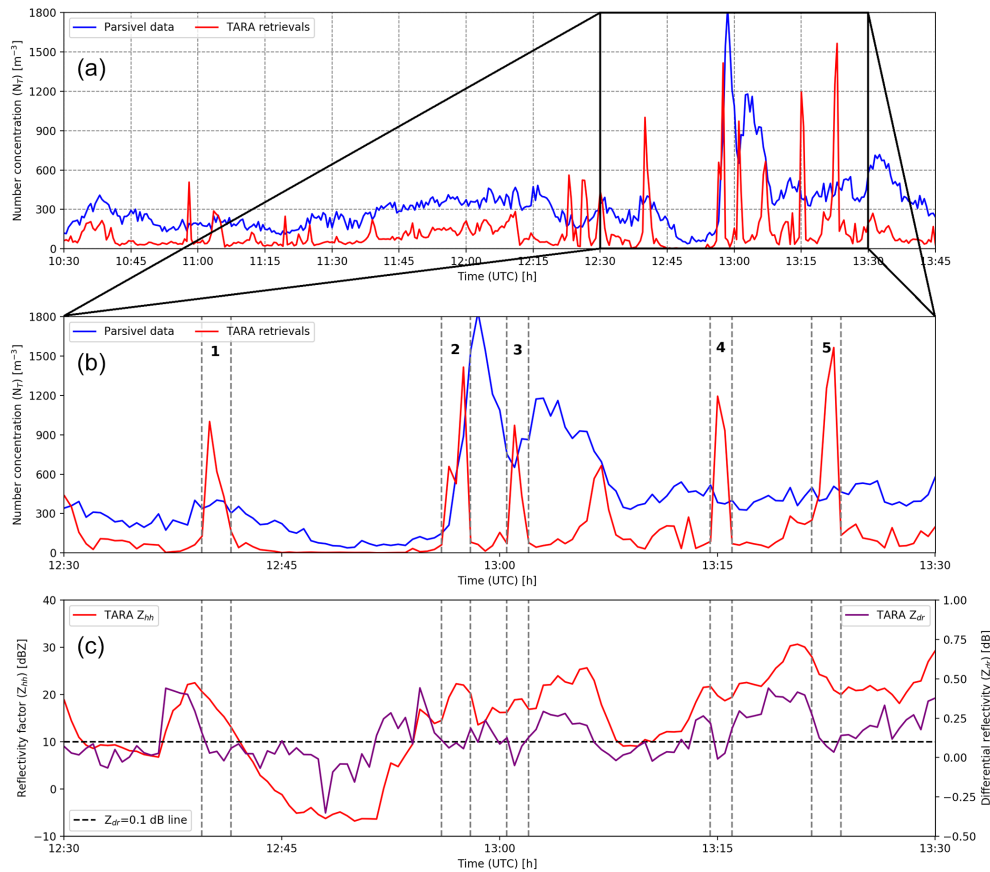 Parsivel data TARA retrievals
(a)
Number concentration (N_T) [m⁻³]
1800
1500
1200
900
600
300
0
10:30 10:45 11:00 11:15 11:30 11:45 12:00 12:15 12:30 12:45 13:00 13:15 13:30 13:45
Time (UTC) [h]
Parsivel data TARA retrievals
(b)
1 2 3 4 5
Number concentration (N_T) [m⁻³]
1800
1500
1200
900
600
300
0
12:30 12:45 13:00 13:15 13:30
Time (UTC) [h]
TARA Z_hh TARA Z_dr
(c)
Reflectivity factor (Z_hh) [dBZ]
40
30
20
10
0
−10
Z_dr=0.1 dB line
Differential reflectivity (Z_dr) [dB]
1.00
0.75
0.50
0.25
0.00
−0.25
−0.50
12:30 12:45 13:00 13:15 13:30
Time (UTC) [h]